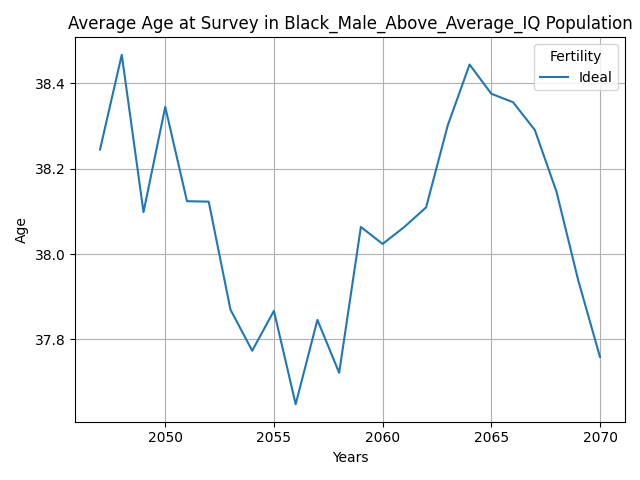 Average Age at Survey in Black_Male_Above_Average_IQ Population
Fertility
Ideal
38.4
38.2
38.0
37.8
Age
2050 2055 2060 2065 2070
Years